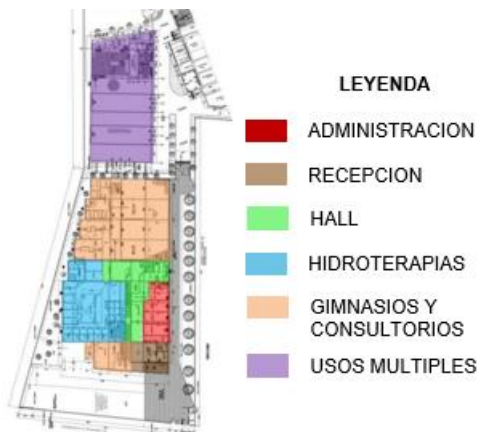 LEYENDA
ADMINISTRACION
RECEPCION
HALL
HIDROTERAPIAS
GIMNASIOS Y
CONSULTORIOS
USOS MULTIPLES